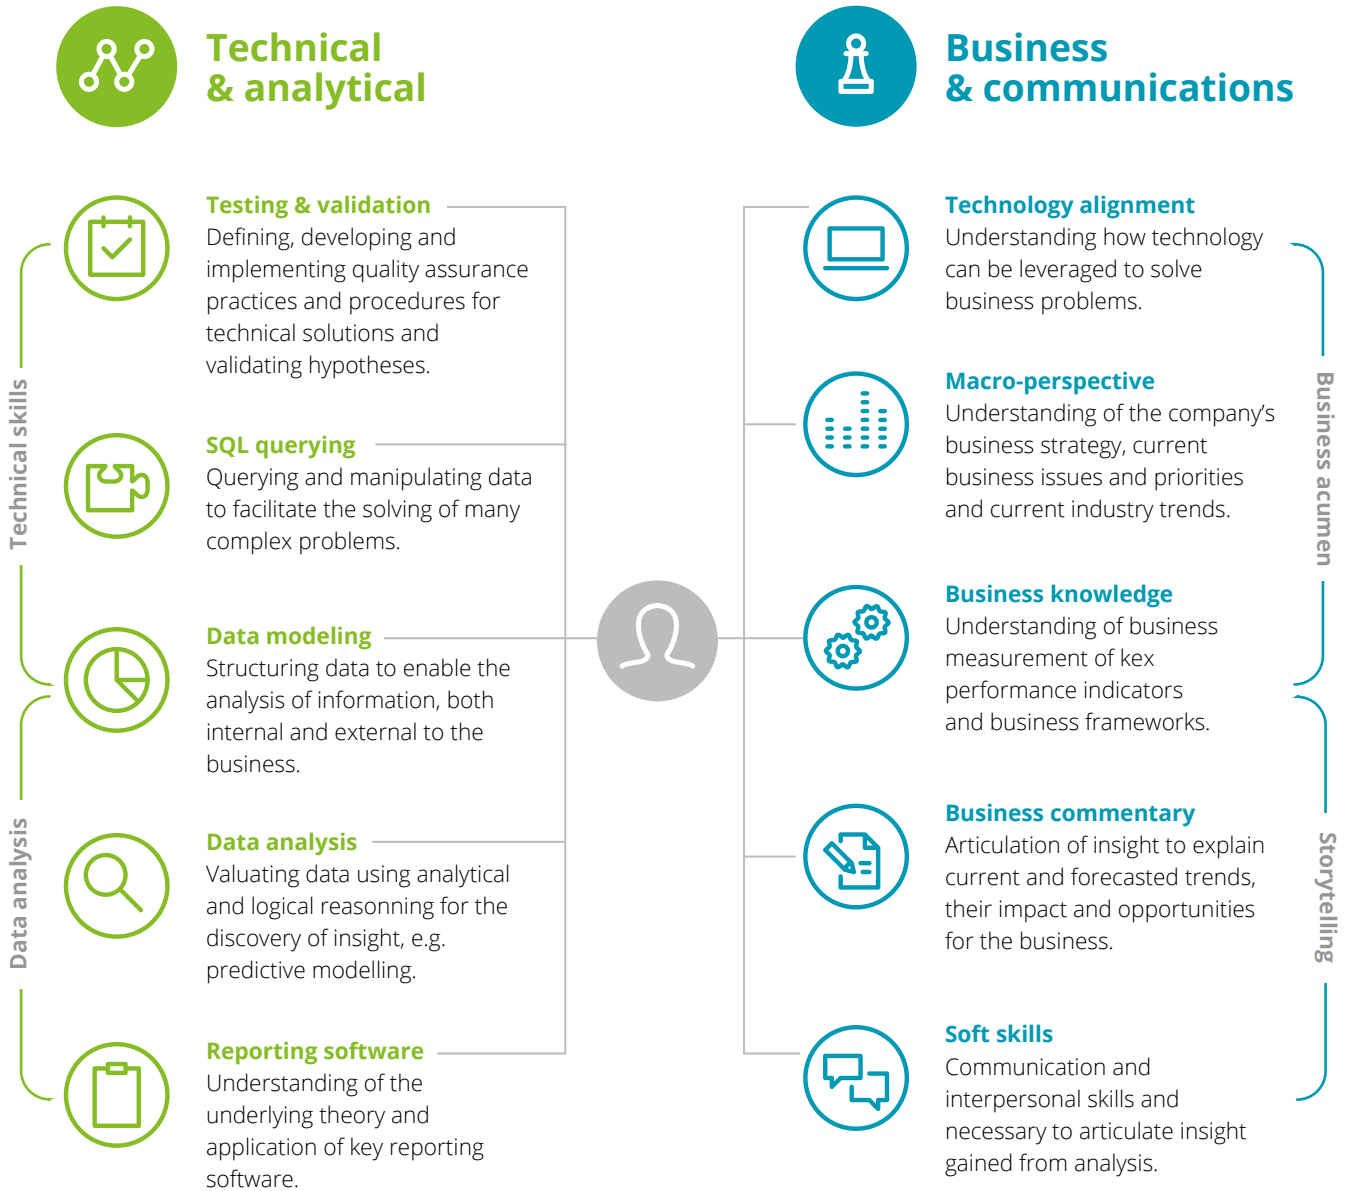 Technical
& analytical
Technical skills
Data analysis
Testing & validation
Defining, developing and
implementing quality assurance
practices and procedures for
technical solutions and
validating hypotheses.
SQL querying
Querying and manipulating data
to facilitate the solving of many
complex problems.
Data modeling
Structuring data to enable the
analysis of information, both
internal and external to the
business.
Data analysis
Valuating data using analytical
and logical reasonning for the
discovery of insight, e.g.
predictive modelling.
Reporting software
Understanding of the
underlying theory and
application of key reporting
software.
Business
& communications
Technology alignment
Understanding how technology
can be leveraged to solve
business problems.
Macro-perspective
Understanding of the company’s
business strategy, current
business issues and priorities
and current industry trends.
Business knowledge
Understanding of business
measurement of kex
performance indicators
and business frameworks.
Business commentary
Articulation of insight to explain
current and forecasted trends,
their impact and opportunities
for the business.
Soft skills
Communication and
interpersonal skills and
necessary to articulate insight
gained from analysis.
Business acumen
Storytelling